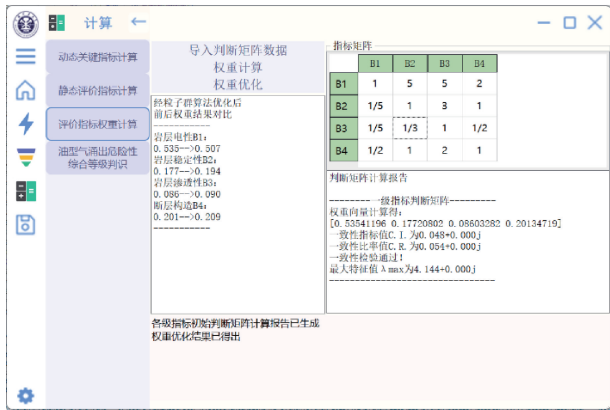 计算 ←
动态关键指标计算
静态评价指标计算
评价指标权重计算
油型气涌出危险性
综合等级判识
导入判断矩阵数据
权重计算
权重优化
经粒子群算法优化后
前后权重结果对比
------------
岩层电性B1:
0.535-->0.507
岩层稳定性B2:
0.177-->0.194
岩层渗透性B3:
0.086-->0.090
断层构造B4:
0.201-->0.209
------------
各级指标初始判断矩阵计算报告已生成
权重优化结果已得出
指标矩阵
B1 B2 B3 B4
B1 1 5 5 2
B2 1/5 1 3 1
B3 1/5 1/3 1 1/2
B4 1/2 1 2 1
判断矩阵计算报告
--------一级指标判断矩阵---------
权重向量计算得:
[0.53541196 0.17720802 0.08603282 0.20134719]
一致性指标值C.I.为0.048+0.000j
一致性比率值C.R.为0.054+0.000j
一致性检验通过!
最大特征值λmax为4.144+0.000j
---------------------------------